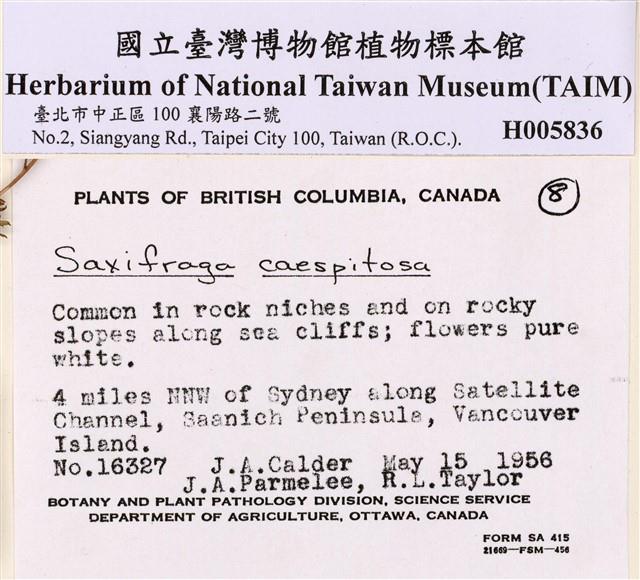 國立臺灣博物館植物標本館
Herbarium of National Taiwan Museum(TAIM)
臺北市中正區 100 襄陽路二號
No.2, Siangyang Rd., Taipei City 100, Taiwan (R.O.C.). H005836
PLANTS OF BRITISH COLUMBIA, CANADA 8
Saxifraga caespitosa
Common in rock niches and on rocky
slopes along sea cliffs; flowers pure
white.
4 miles NNW of Sydney along Satellite
Channel, Saanich Peninsula, Vancouver
Island.
No.16327 J.A.Calder May 15 1956
J.A.Parmelee, R.L.Taylor
BOTANY AND PLANT PATHOLOGY DIVISION, SCIENCE SERVICE
DEPARTMENT OF AGRICULTURE, OTTAWA, CANADA
FORM SA 415
21669—FSM—456